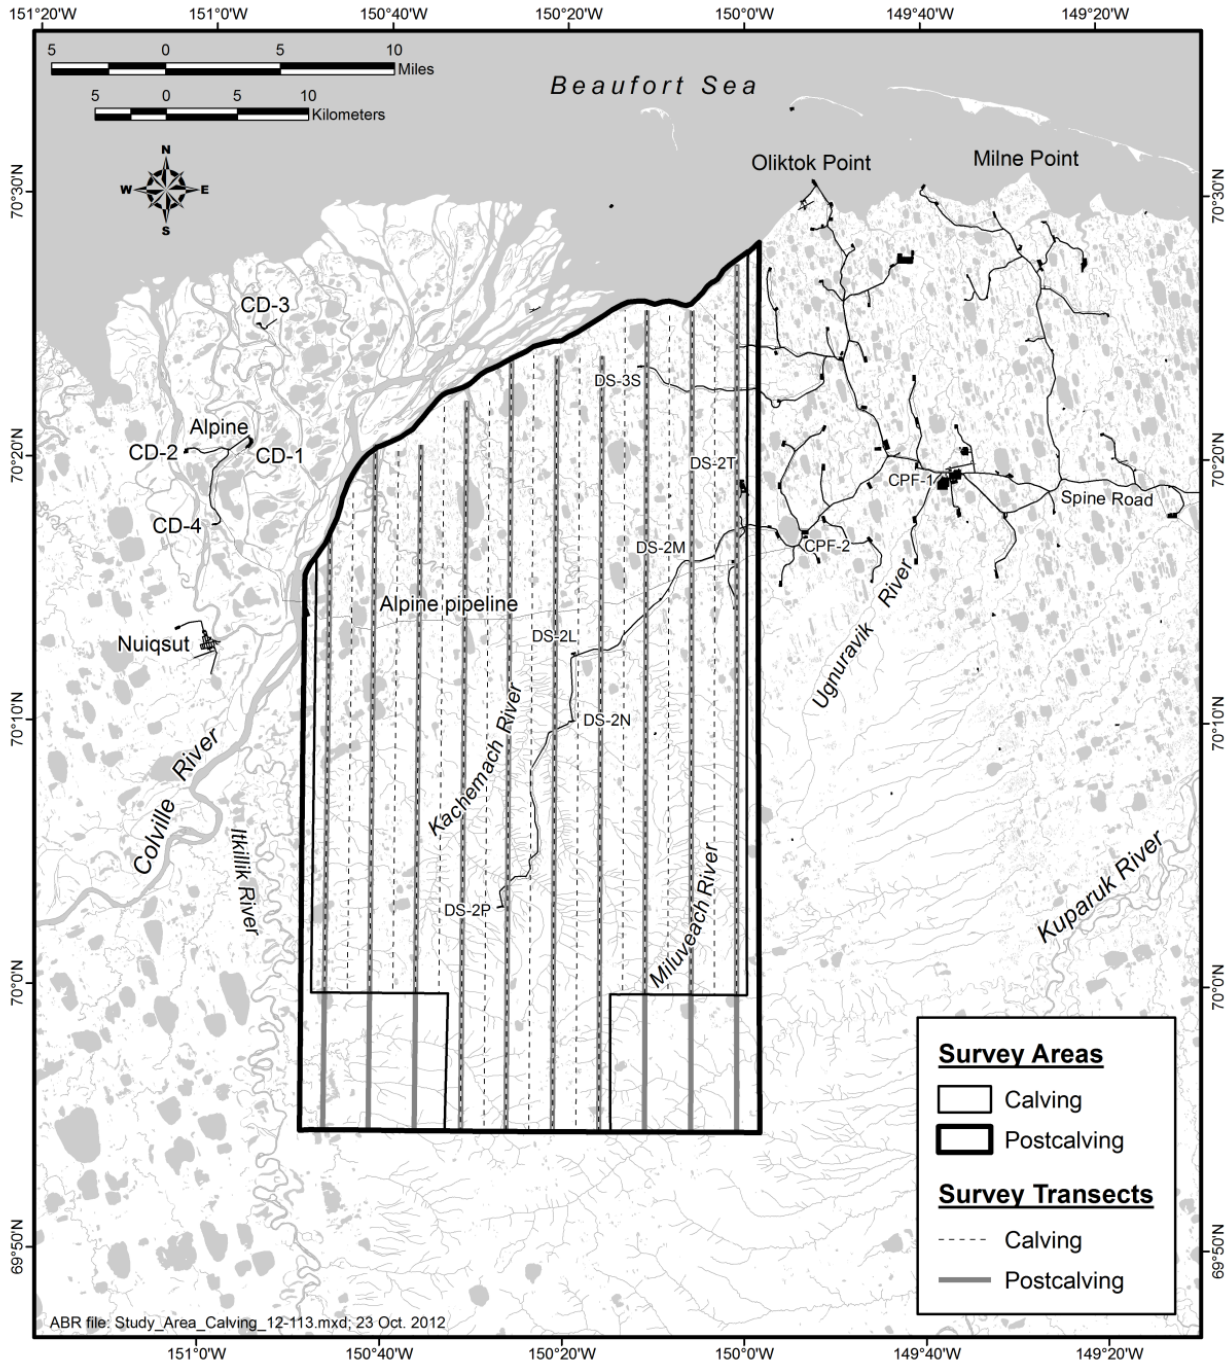 151°20'W 151°0'W 150°40'W 150°20'W 150°0'W 149°40'W 149°20'W
5 0 5 10
Miles
5 0 5 10
Kilometers
Beaufort Sea
N
W E
S
Oliktok Point
Milne Point
70°30'N
70°30'N
CD-3
DS-3S
Alpine
CD-2
CD-1
70°20'N
70°20'N
DS-2T
CPF-1
Spine Road
CD-4
DS-2M
CPF-2
Alpine pipeline
Ugnuravik River
Nuiqsut
DS-2L
DS-2N
70°10'N
70°10'N
Colville River
Kachemach River
Itkillik River
Miluveach River
Kuparuk River
DS-2P
70°0'N
70°0'N
Survey Areas
Calving
Postcalving
Survey Transects
Calving
Postcalving
69°50'N
69°50'N
ABR file: Study_Area_Calving_12-113.mxd; 23 Oct. 2012
151°0'W 150°40'W 150°20'W 150°0'W 149°40'W 149°20'W